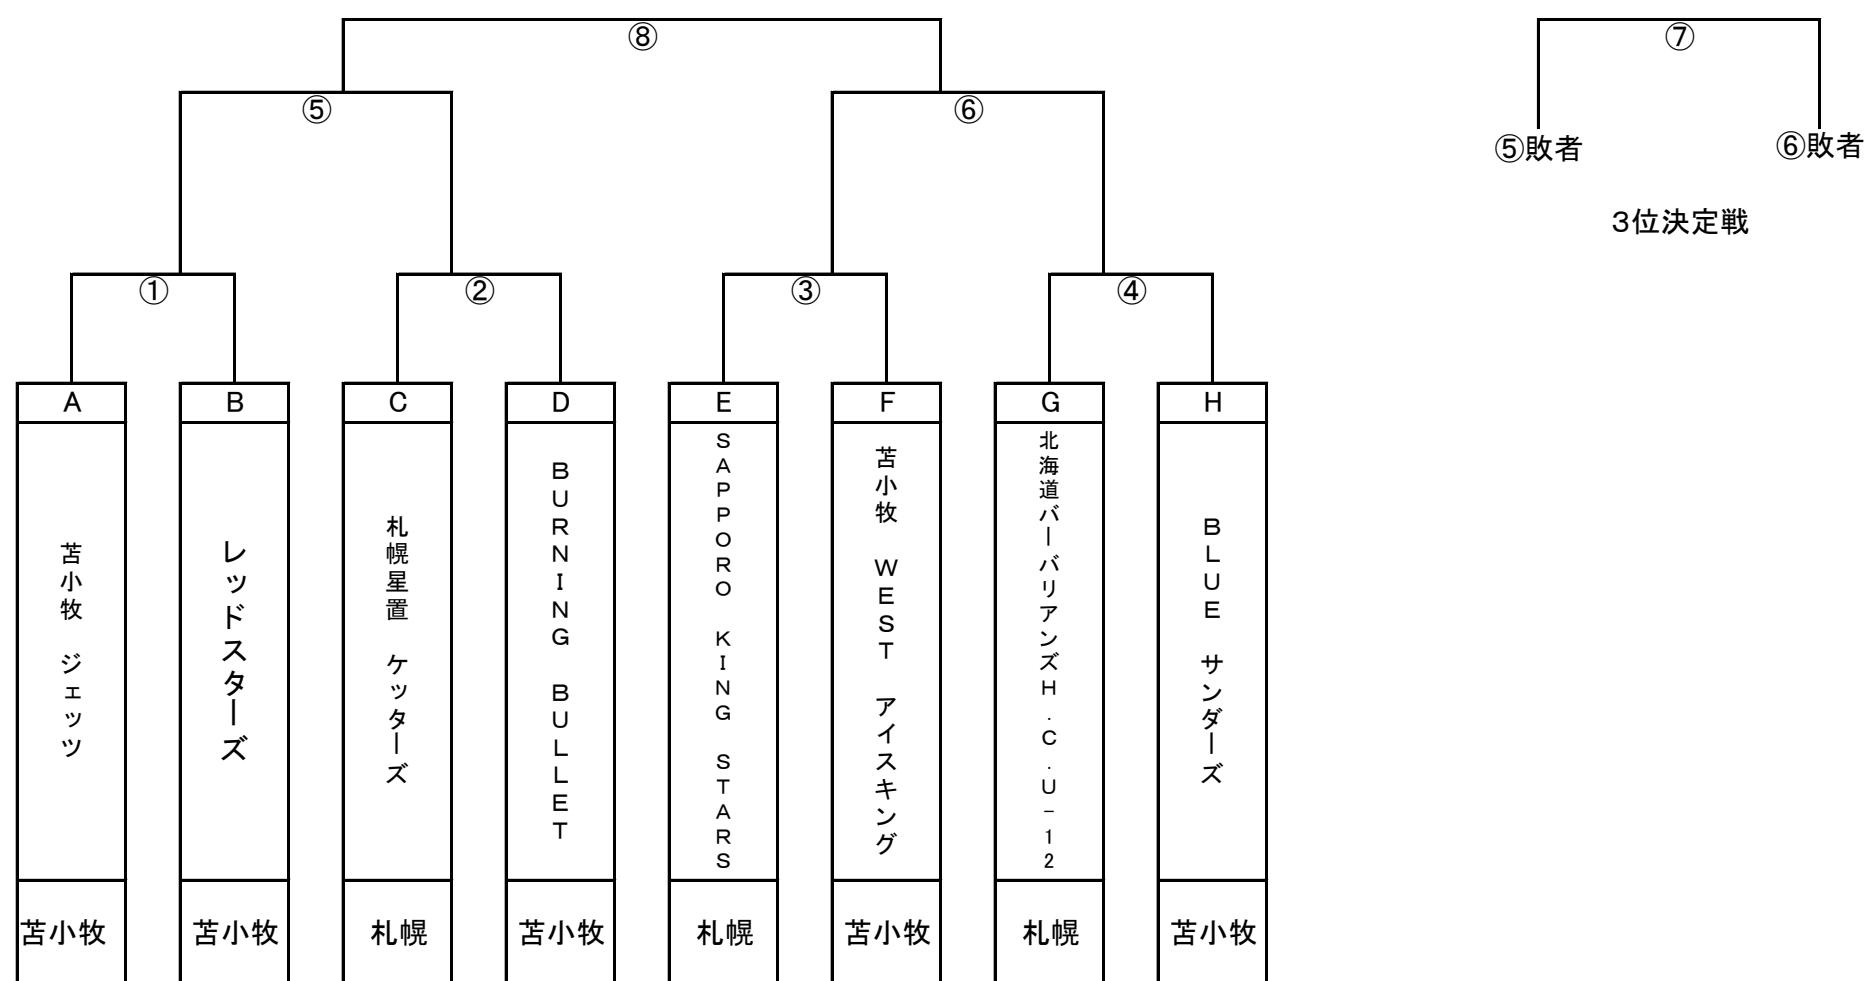 ⑧
⑦
⑤
⑥
⑤敗者
⑥敗者
3位決定戦
①
②
③
④
A
B
C
D
E
F
G
H
苫小牧 ジェッツ
レッドスターズ
札幌星置 ケッターズ
BURNING BULLET
SAPPORO KING STARS
苫小牧 WEST アイスキング
北海道バーバリアンズH.C.U-12
BLUE サンダーズ
苫小牧
苫小牧
札幌
苫小牧
札幌
苫小牧
札幌
苫小牧